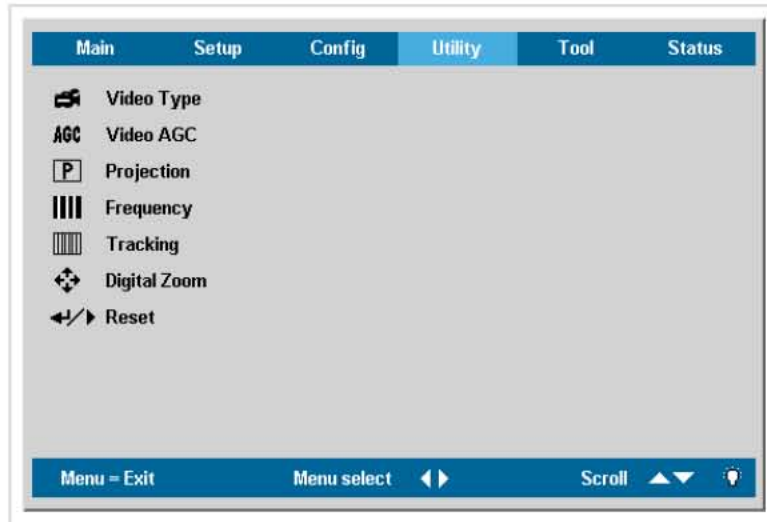 Main Setup Config Utility Tool Status
Video Type
AGC Video AGC
P Projection
Frequency
Tracking
Digital Zoom
Reset
Menu = Exit Menu select Scroll